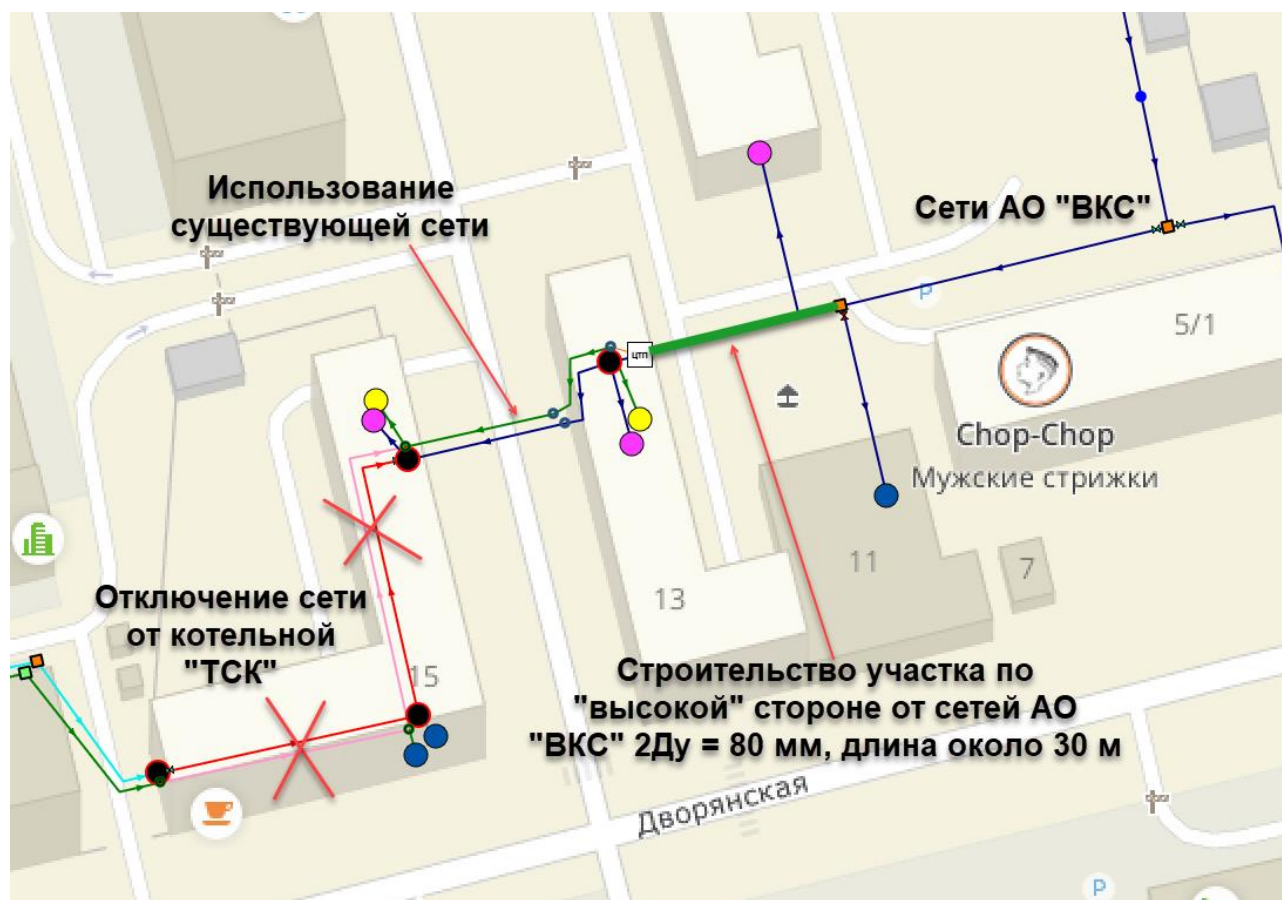 Использование
существующей сети
Сети АО "ВКС"
P
5/1
цтп
Chop-Chop
Мужские стрижки
11
7
13
Отключение сети
от котельной
"ТСК"
15
Строительство участка по
"высокой" стороне от сетей АО
"ВКС" 2Ду = 80 мм, длина около 30 м
Дворянская
P